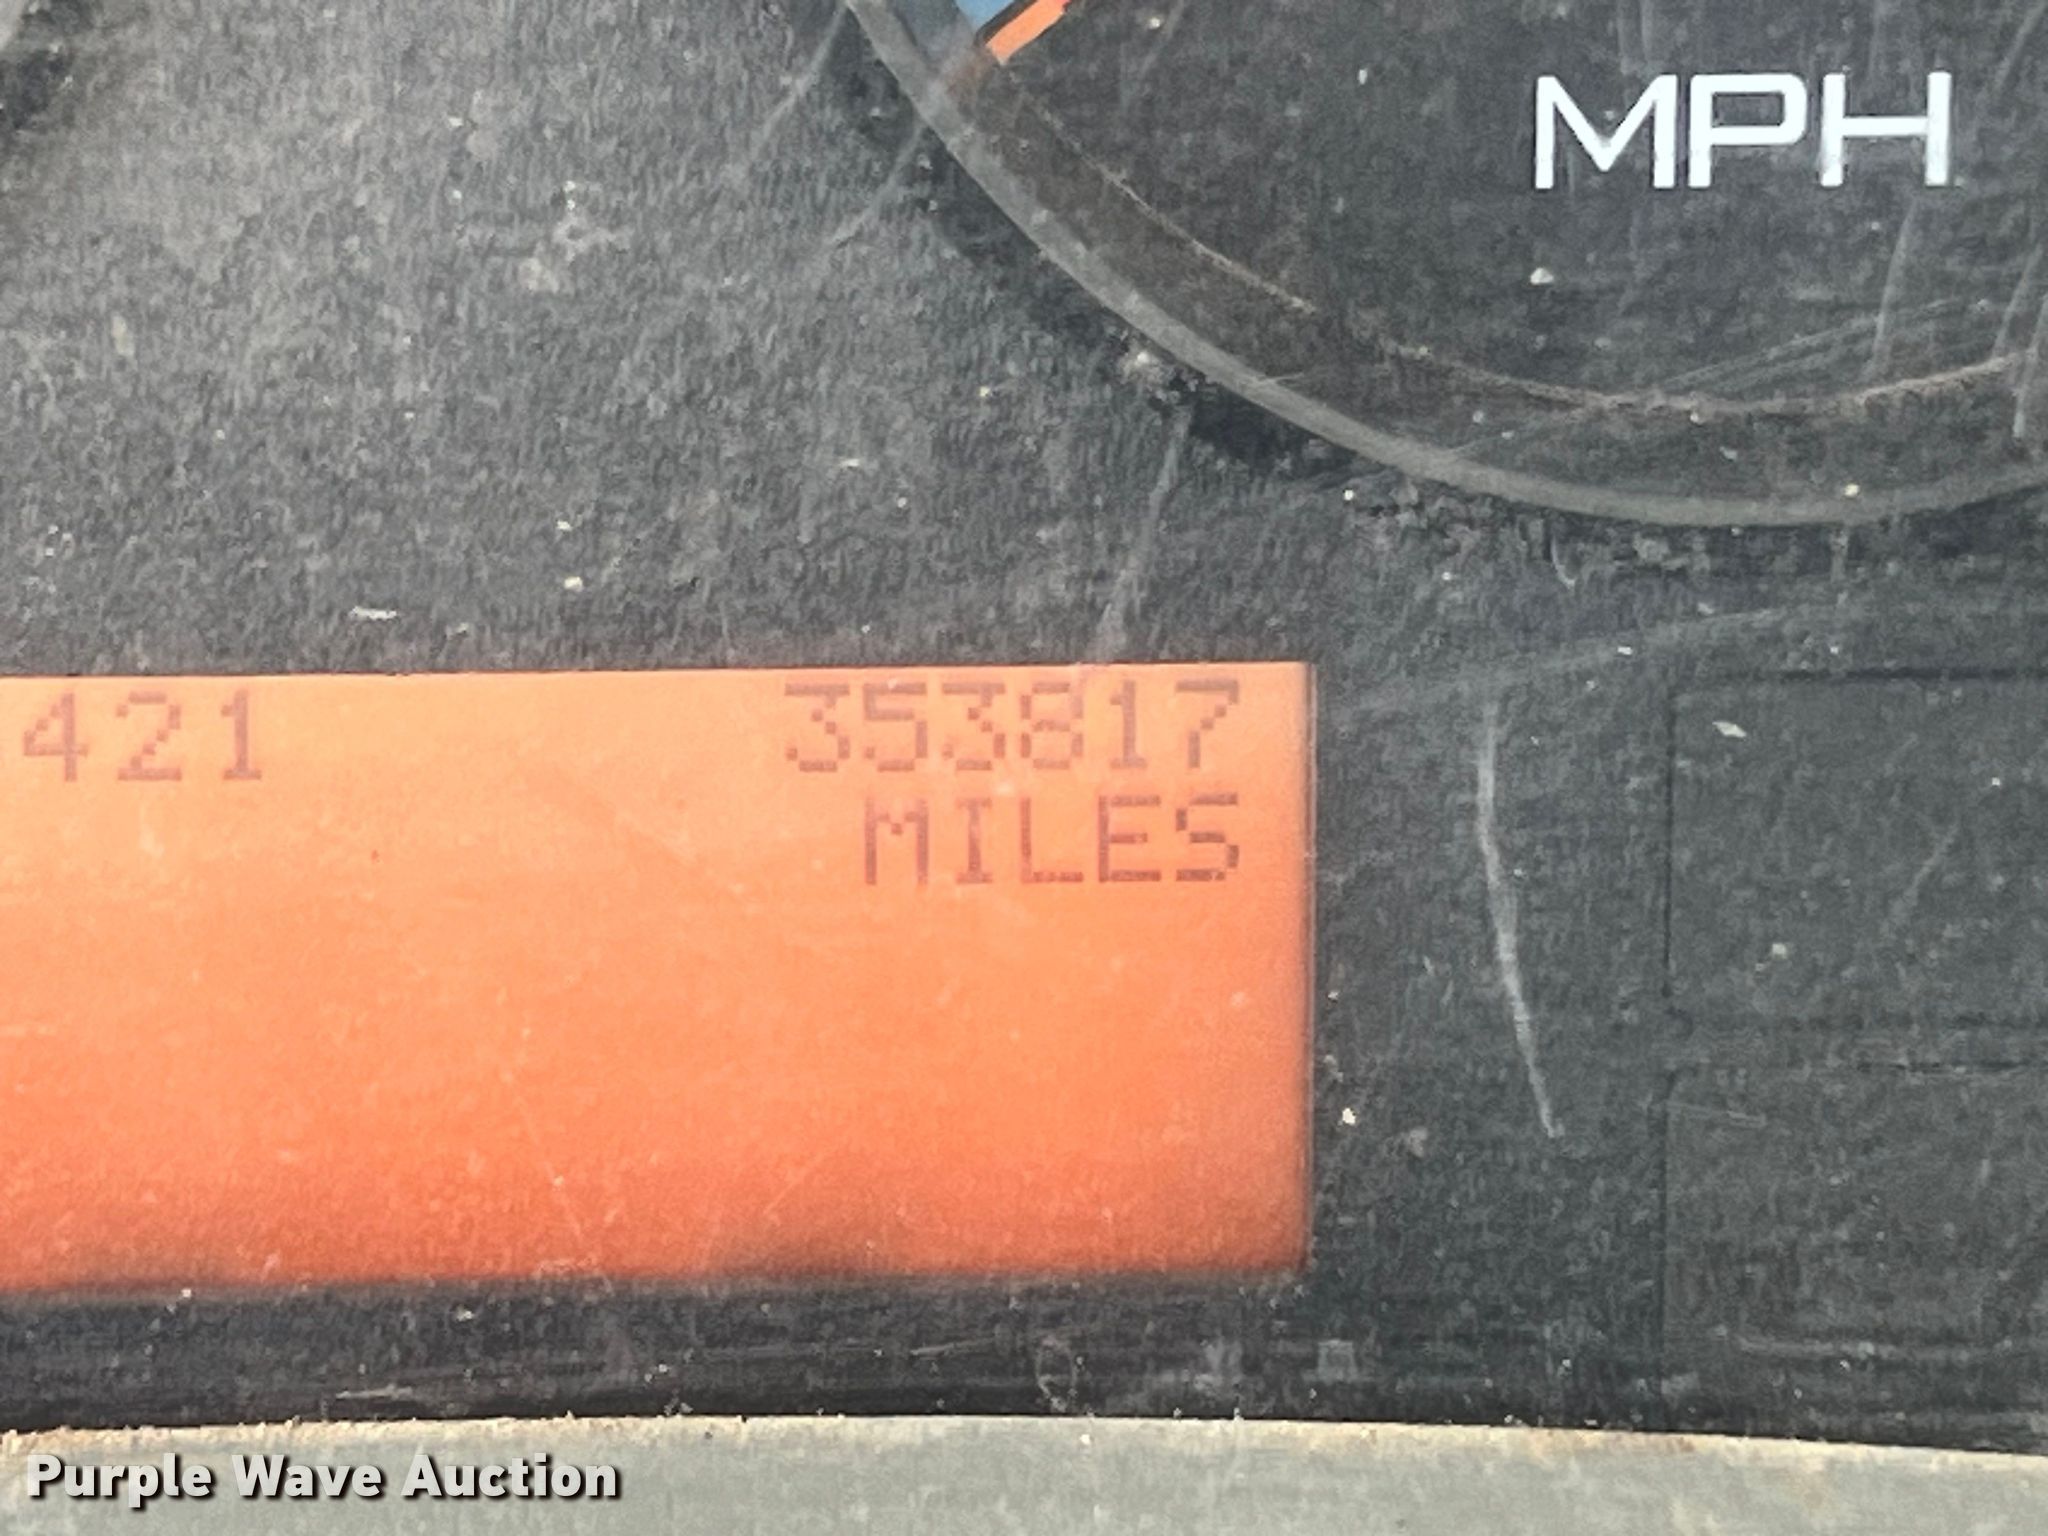 MPH
421 353817
MILES
Purple Wave Auction